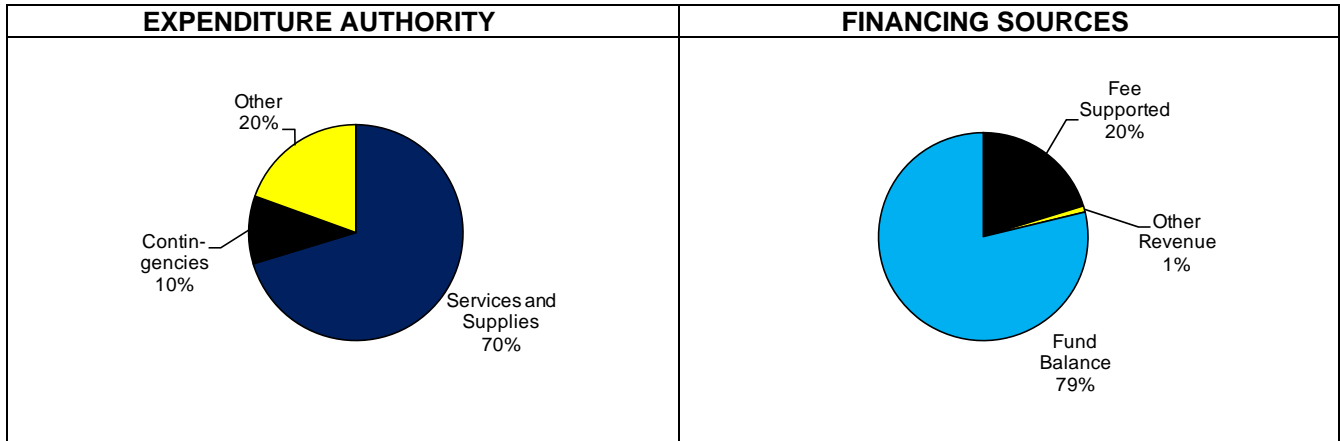 EXPENDITURE AUTHORITY
Other
20%
Contin-
gencies
10%
Services and
Supplies
70%
FINANCING SOURCES
Fee
Supported
20%
Other
Revenue
1%
Fund
Balance
79%